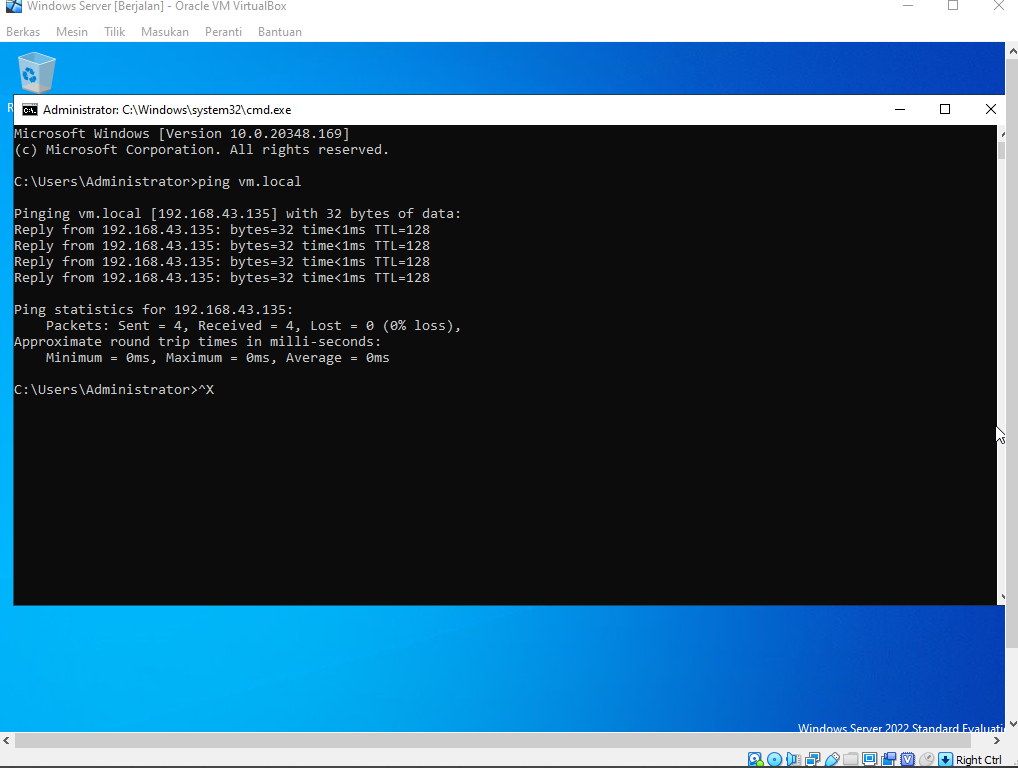 Windows Server [Berjalan] - Oracle VM VirtualBox
Berkas Mesin Tilik Masukan Peranti Bantuan
R
Administrator: C:\Windows\system32\cmd.exe
Microsoft Windows [Version 10.0.20348.169]
(c) Microsoft Corporation. All rights reserved.
C:\Users\Administrator>ping vm.local
Pinging vm.local [192.168.43.135] with 32 bytes of data:
Reply from 192.168.43.135: bytes=32 time<1ms TTL=128
Reply from 192.168.43.135: bytes=32 time<1ms TTL=128
Reply from 192.168.43.135: bytes=32 time<1ms TTL=128
Reply from 192.168.43.135: bytes=32 time<1ms TTL=128
Ping statistics for 192.168.43.135:
Packets: Sent = 4, Received = 4, Lost = 0 (0% loss),
Approximate round trip times in milli-seconds:
Minimum = 0ms, Maximum = 0ms, Average = 0ms
C:\Users\Administrator>^X
Windows Server 2022 Standard Evaluati
Right Ctrl